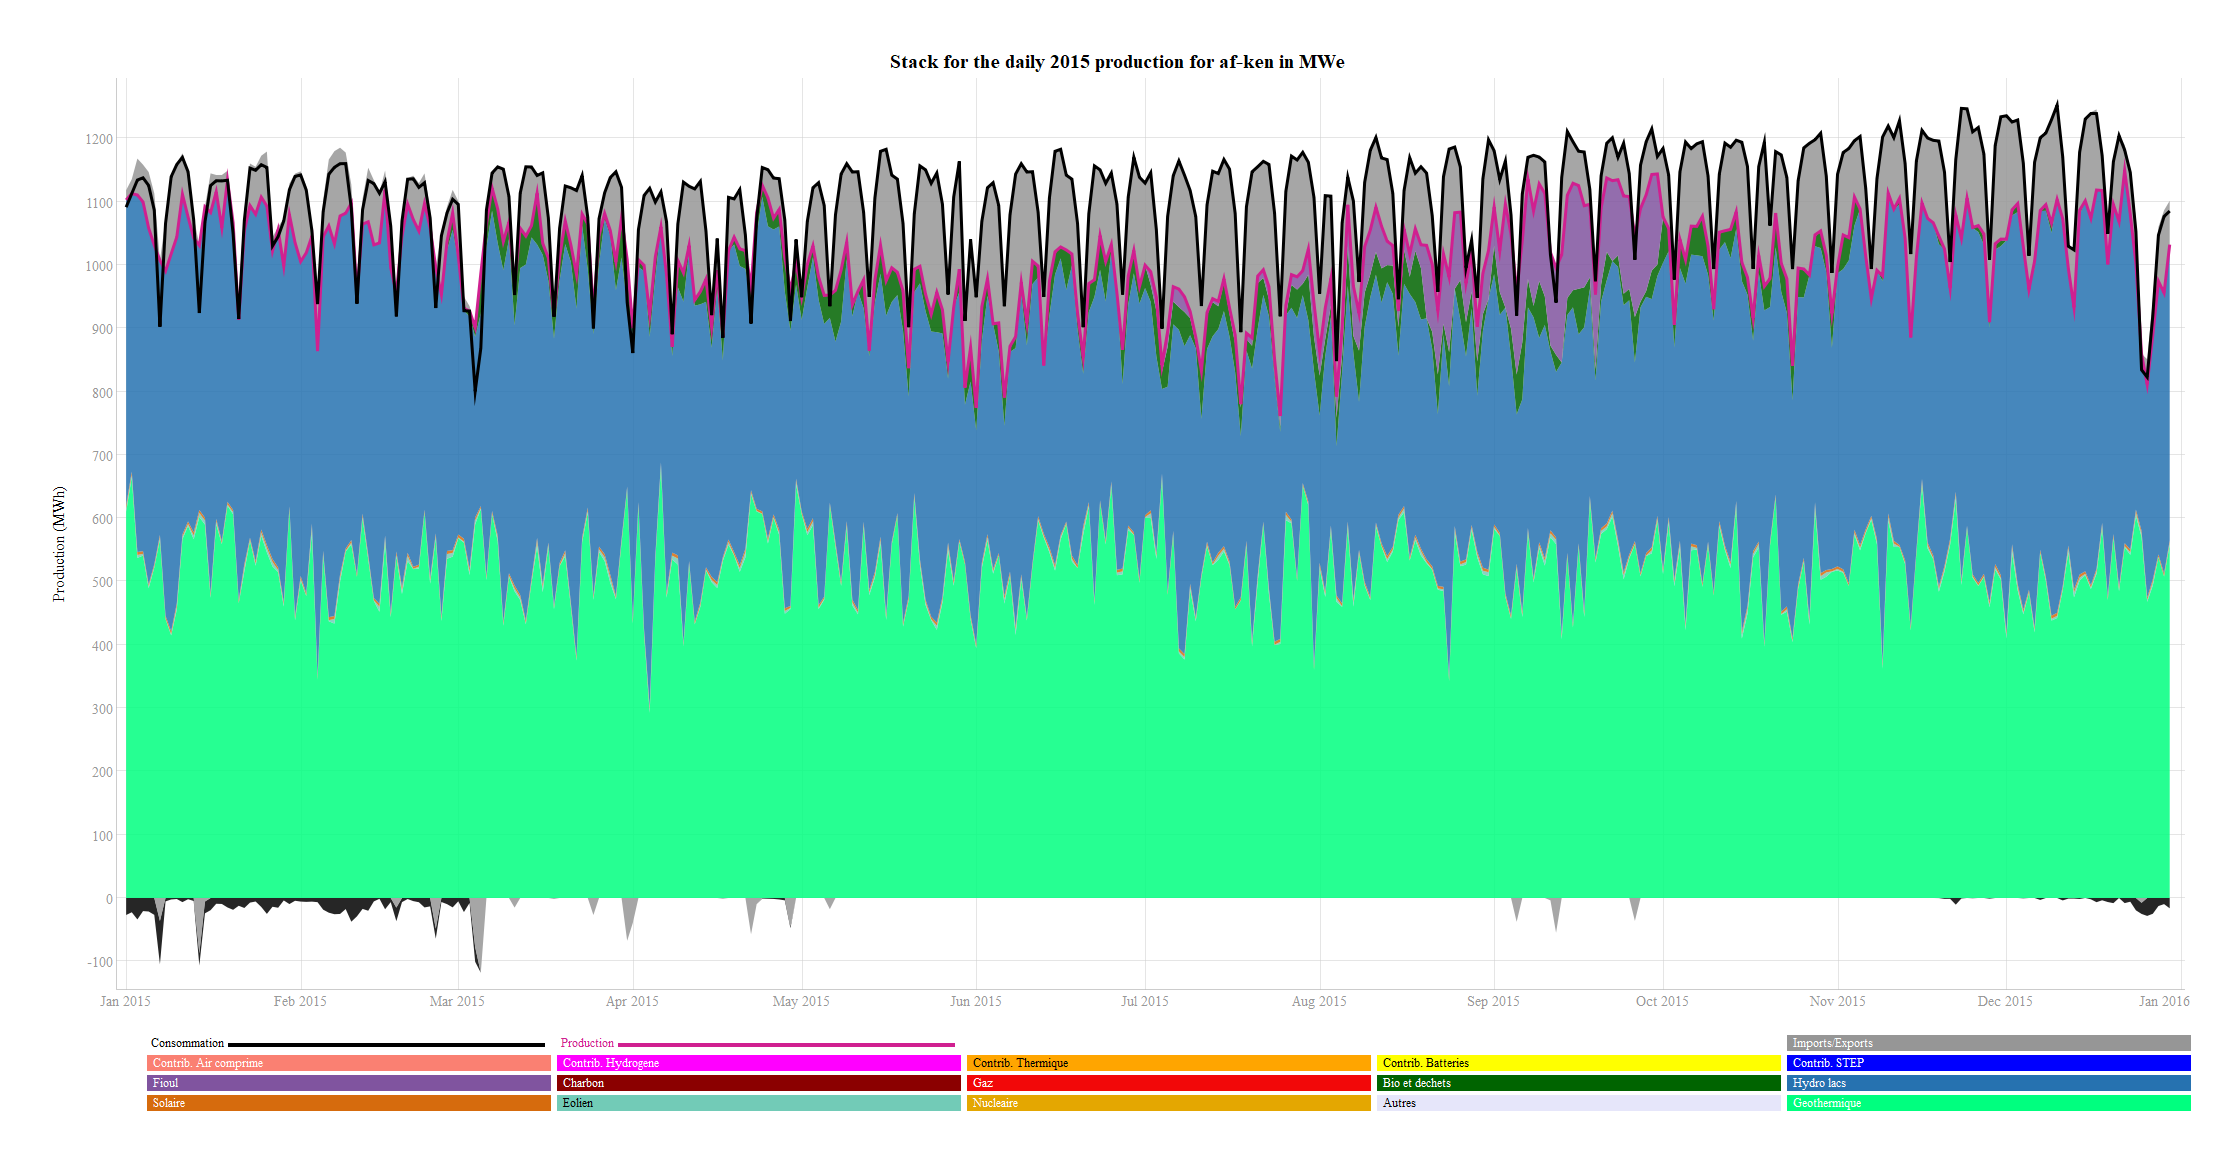 Stack for the daily 2015 production for af-ken in MWe
Production (MWh)
1200
1100
1000
900
800
700
600
500
400
300
200
100
0
-100
Jan 2015 Feb 2015 Mar 2015 Apr 2015 May 2015 Jun 2015 Jul 2015 Aug 2015 Sep 2015 Oct 2015 Nov 2015 Dec 2015 Jan 2016
Consommation Production Imports/Exports
Contrib. Air comprime Contrib. Hydrogene Contrib. Thermique Contrib. Batteries Contrib. STEP
Fioul Charbon Gaz Bio et dechets Hydro lacs
Solaire Eolien Nucleaire Autres Geothermique